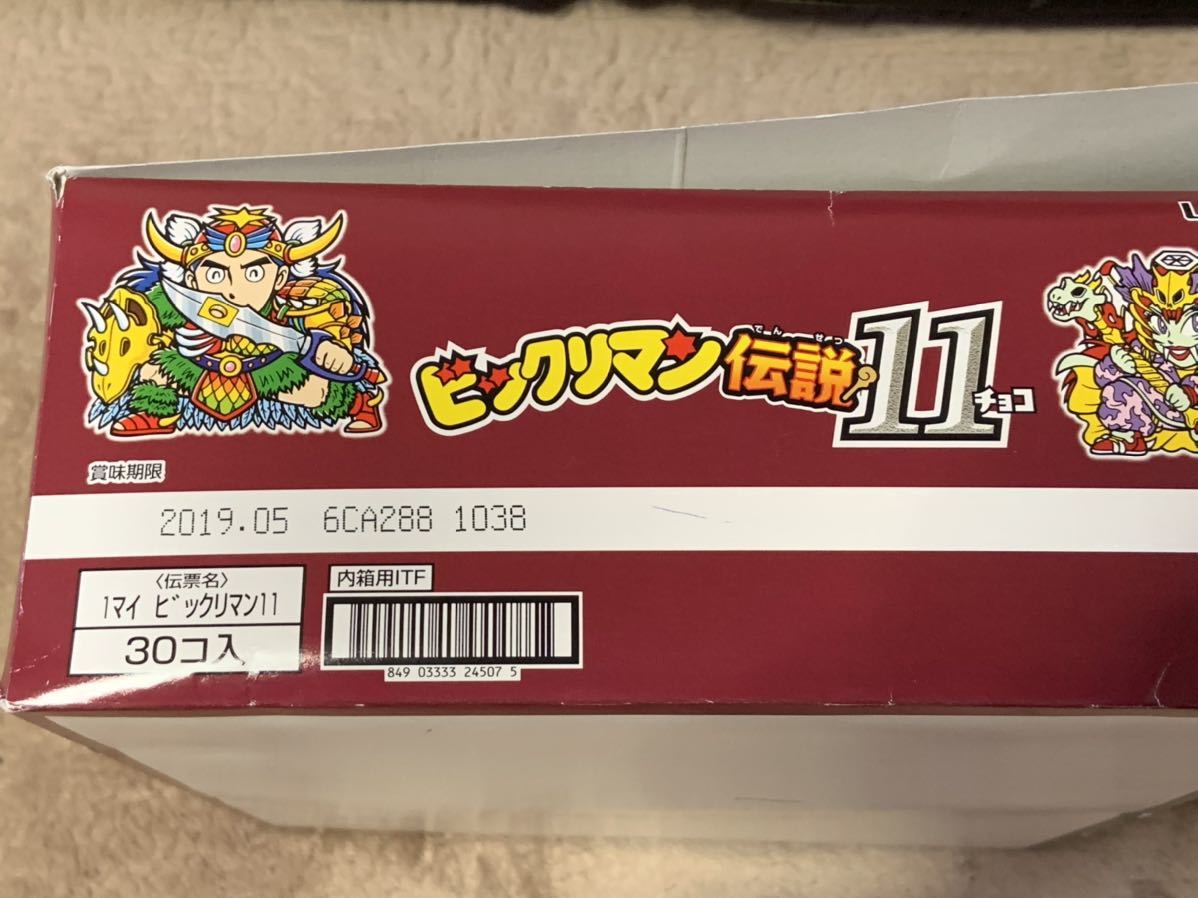 ビックリマン伝説11チョコ
でんせつ
賞味期限
2019.05 6CA288 1038
〈伝票名〉
1マイ ビックリマン11
30コ入
内箱用ITF
849 03333 24507 5